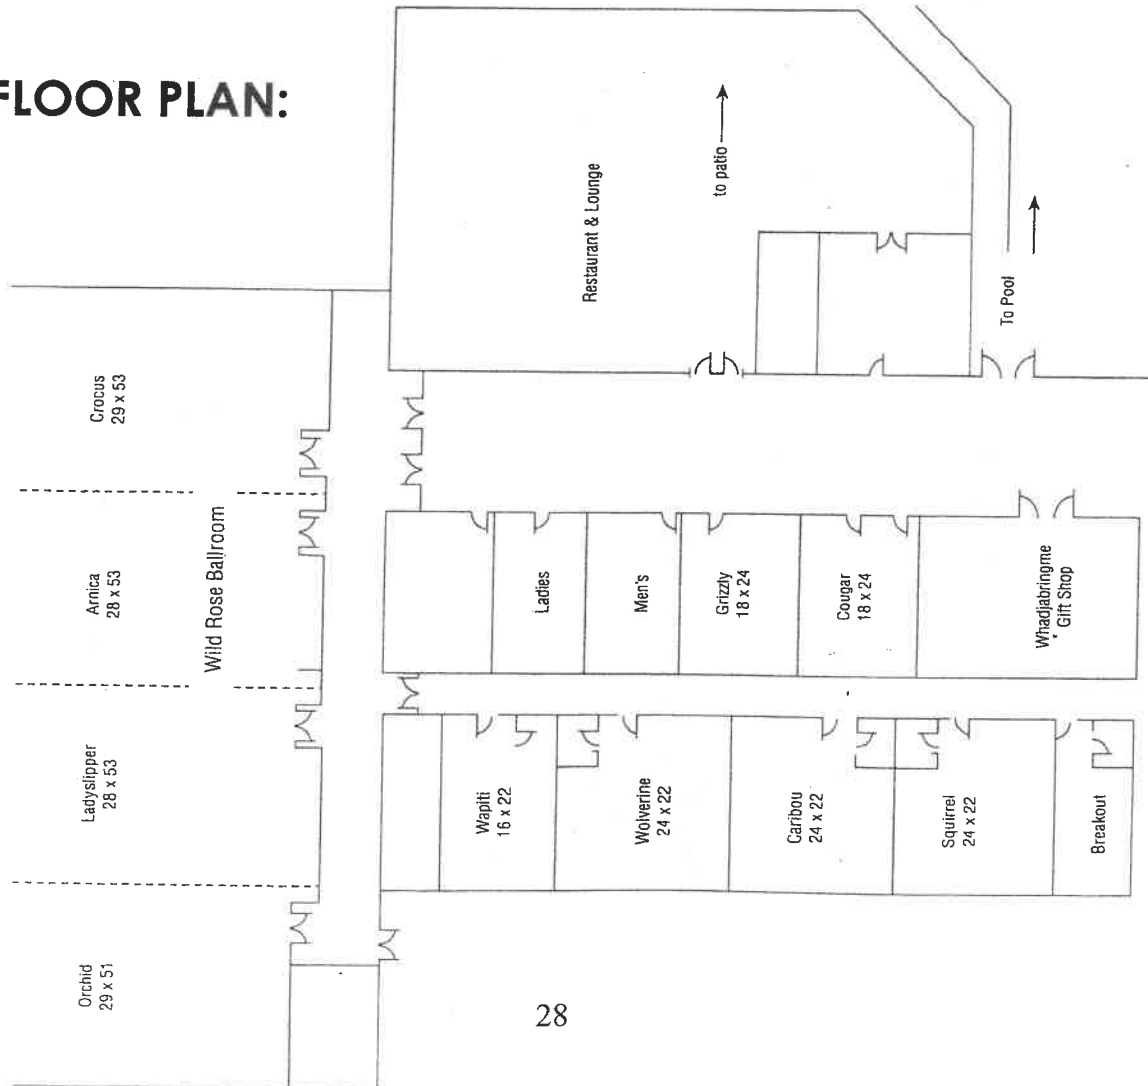 FLOOR PLAN:
Restaurant & Lounge
to patio
To Pool
Crocus
29 x 53
Arnica
28 x 53
Wild Rose Ballroom
Ladyslipper
28 x 53
Orchid
29 x 51
Ladies
Men's
Grizzly
18 x 24
Cougar
18 x 24
Whadjabringme
Gift Shop
Wapiti
16 x 22
Wolverine
24 x 22
Caribou
24 x 22
Squirrel
24 x 22
Breakout
28